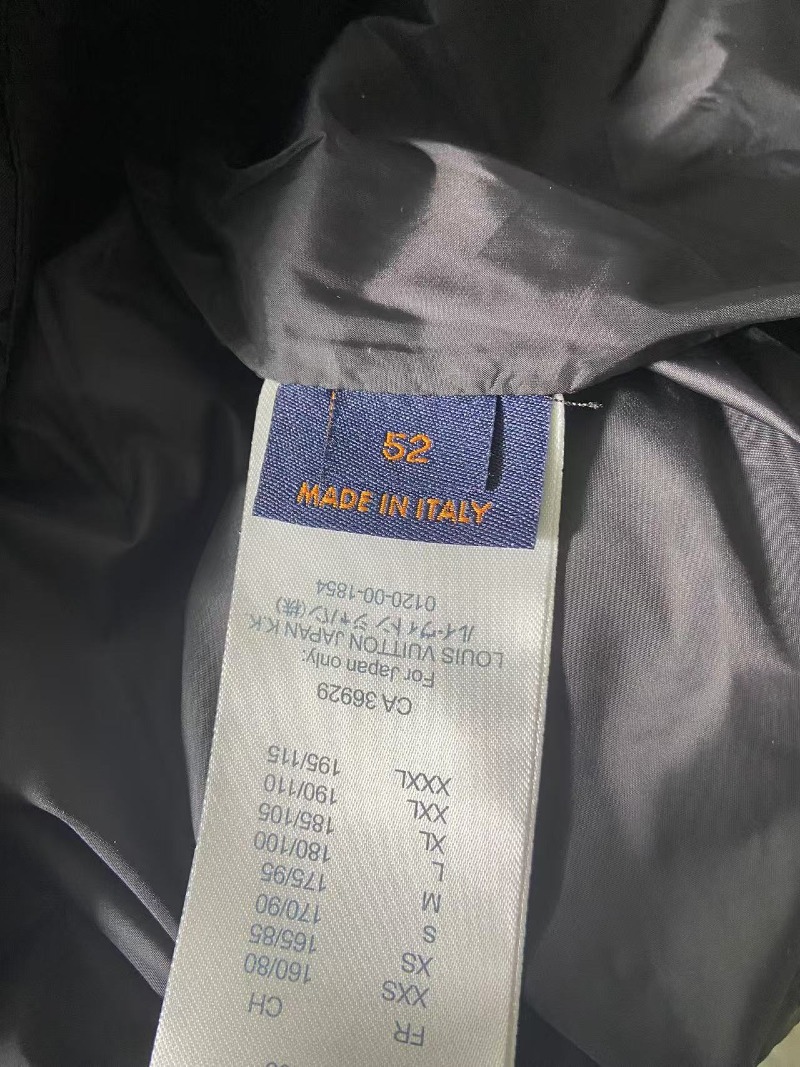 52
MADE IN ITALY
FR CH
XXS 160/80
XS 165/85
S 170/90
M 175/95
L 180/100
XL 185/105
XXL 190/110
XXXL 195/115
CA 36929
For Japan only:
LOUIS VUITTON JAPAN K.K.
ルイ・ヴィトン ジャパン(株)
0120-00-1854